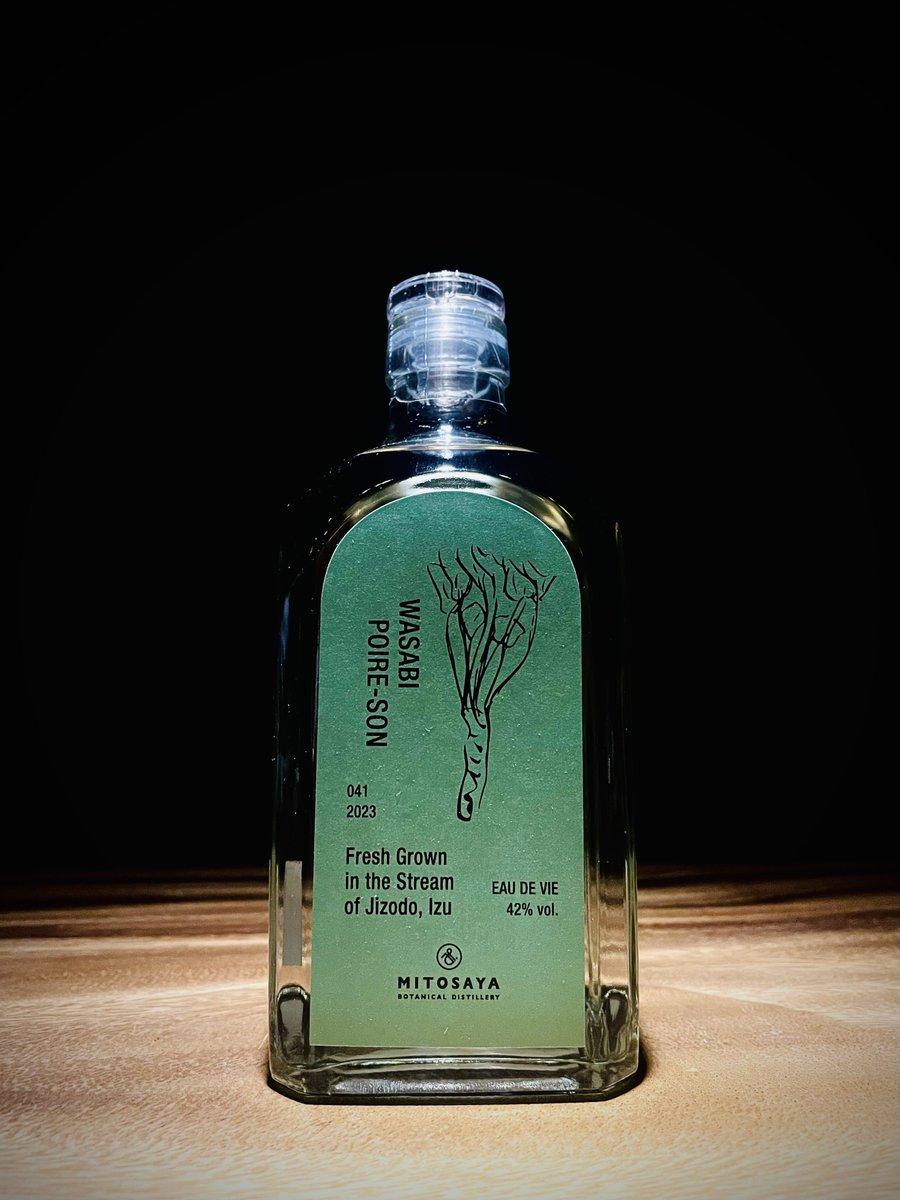 WASABI
POIRE-SON
041
2023
Fresh Grown
in the Stream
of Jizodo, Izu
EAU DE VIE
42% vol.
MITOSAYA
BOTANICAL DISTILLERY